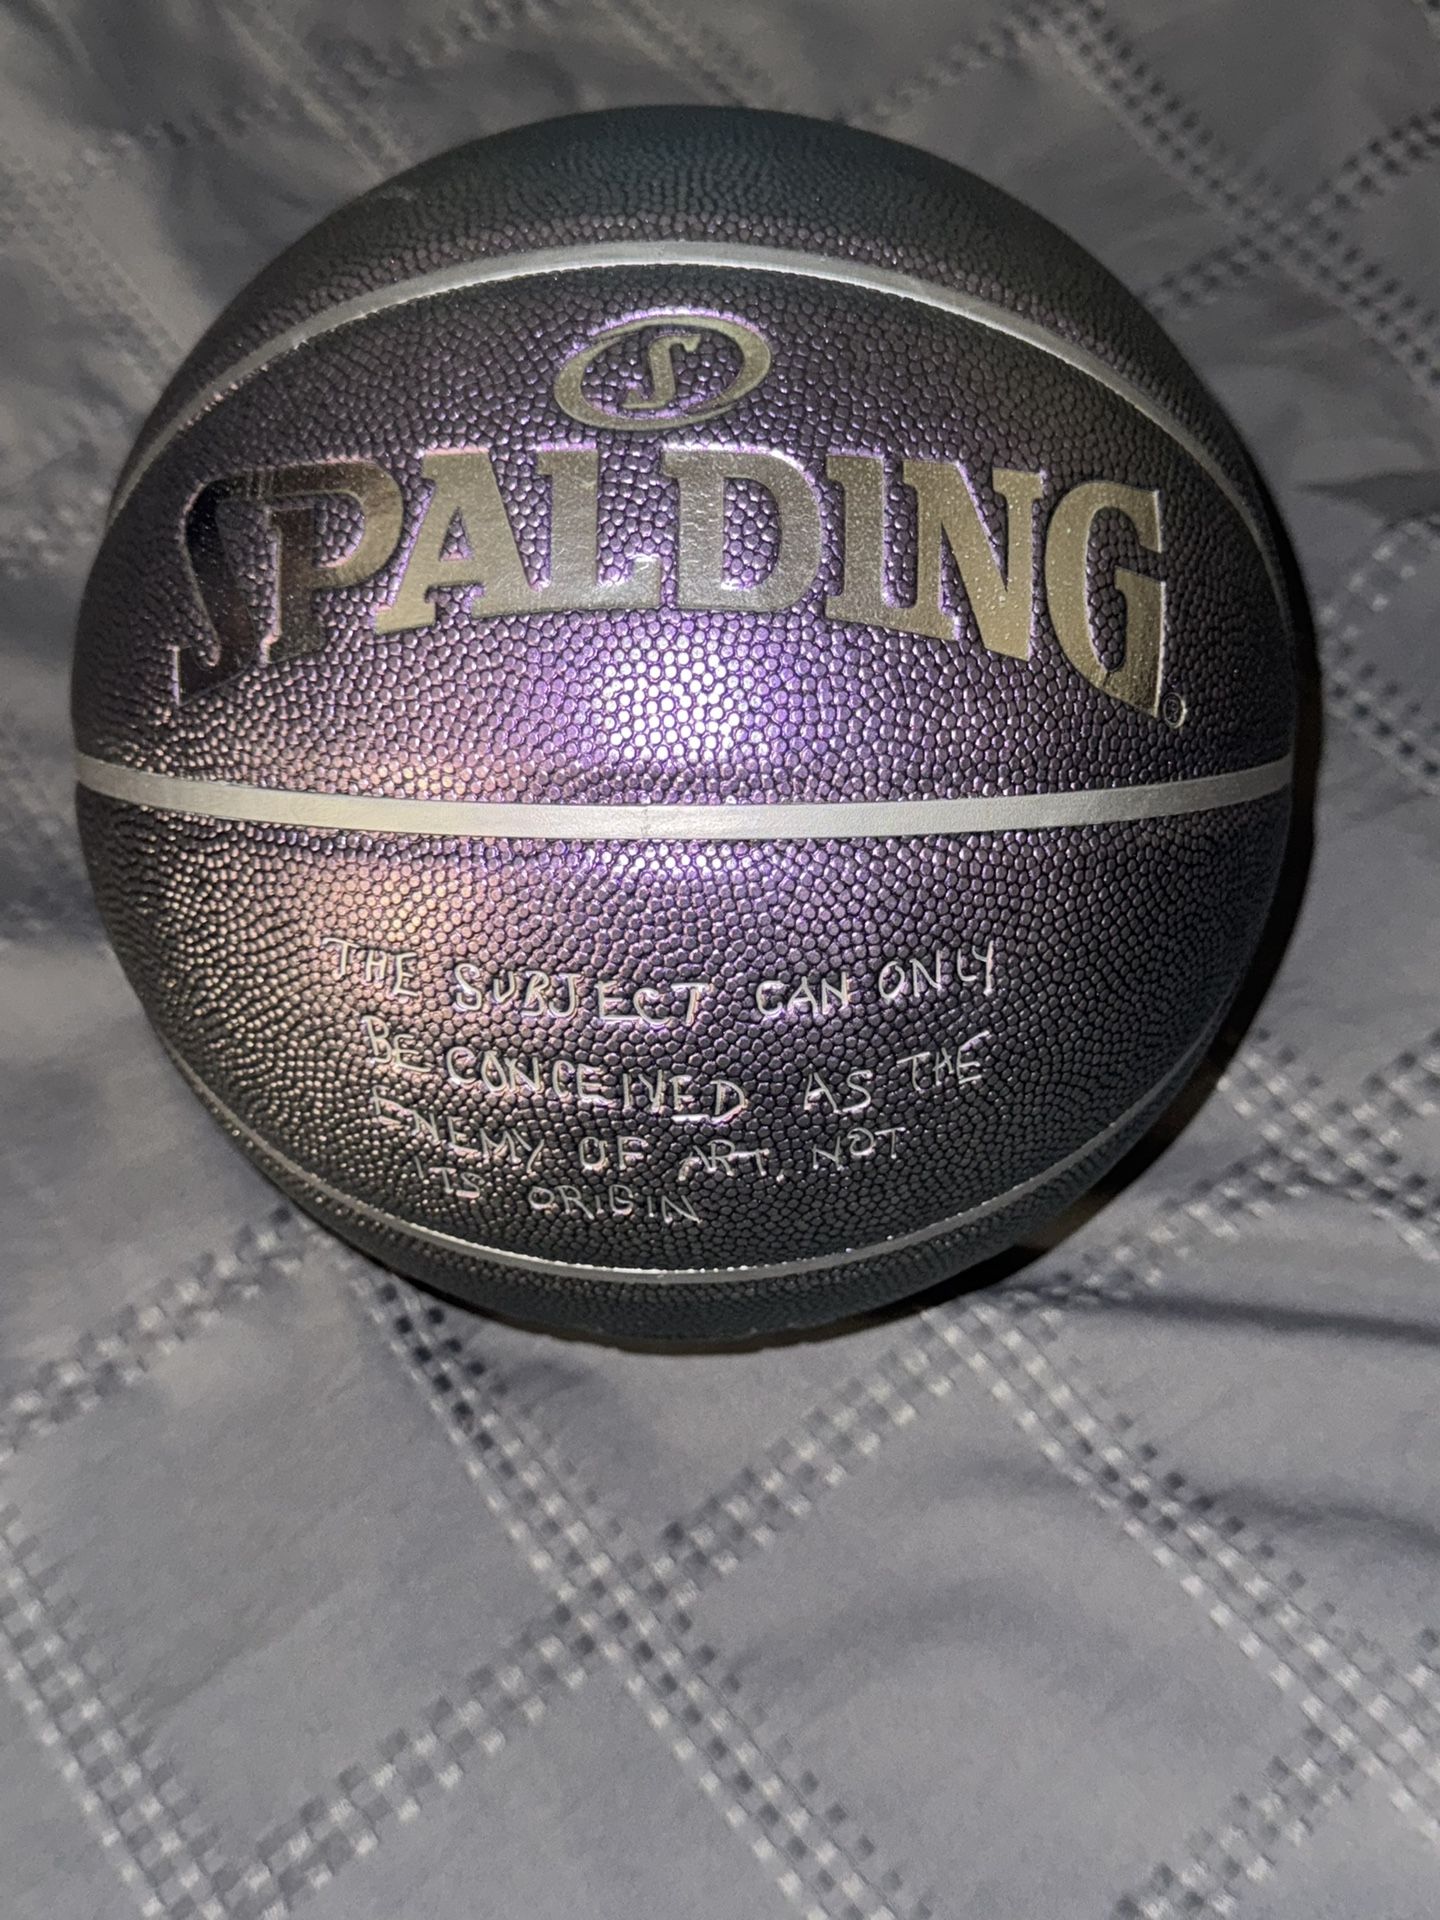 S
SPALDING®
THE SUBJECT CAN ONLY
BE CONCEIVED AS THE
ENEMY OF ART, NOT
ITS ORIGIN